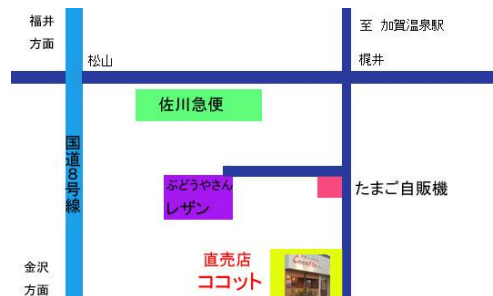 福井
方面
至 加賀温泉駅
松山
梶井
佐川急便
国道8号線
ぶどうやさん
レザン
たまご自販機
直売店
ココット
金沢
方面